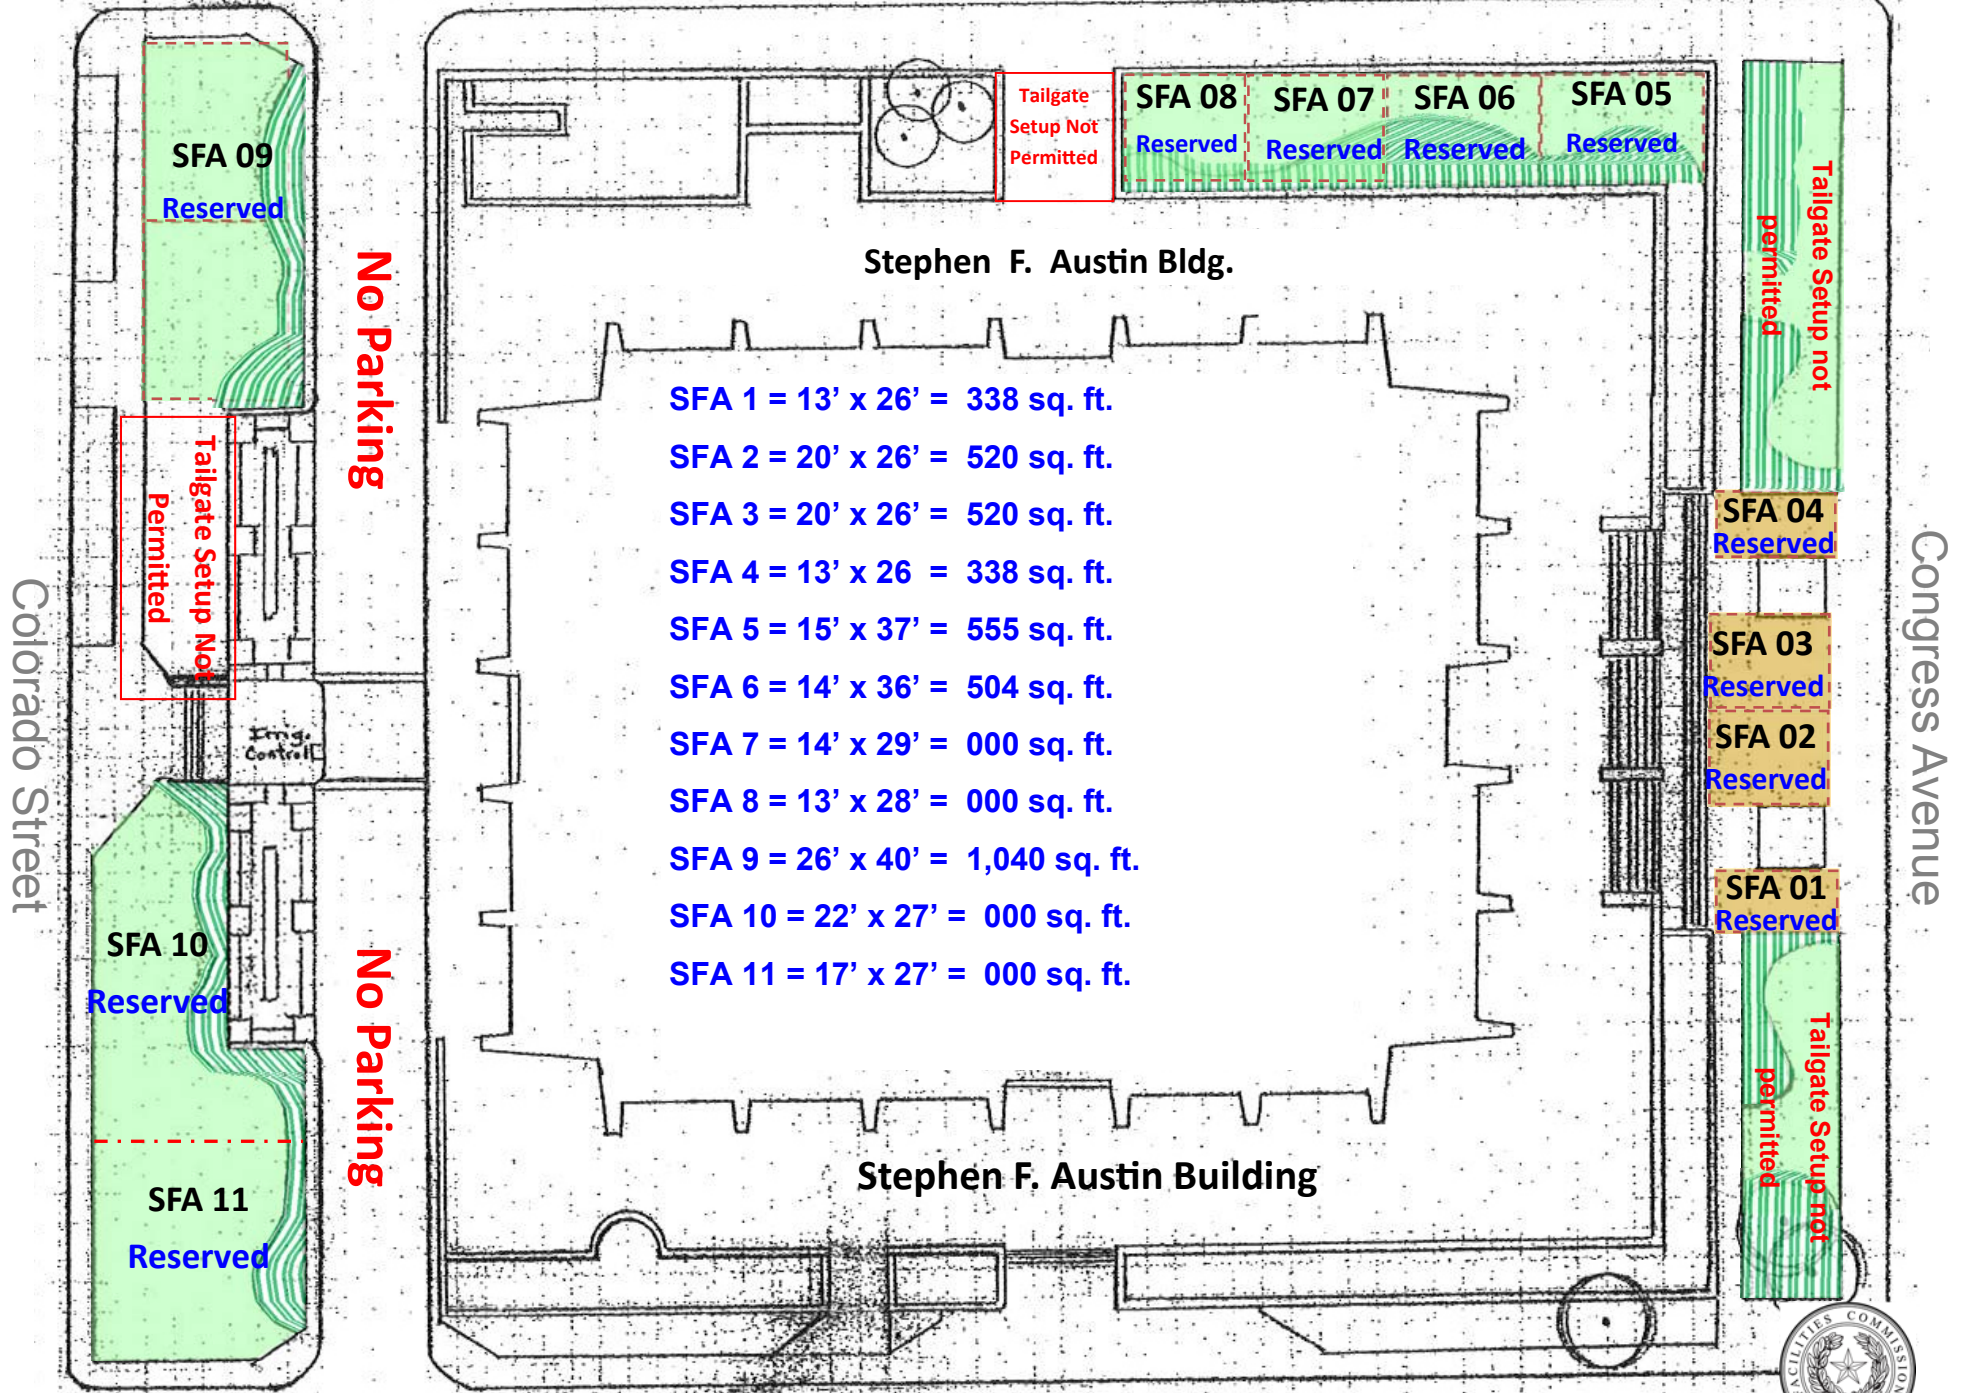 SFA 09
Reserved
Tailgate
Setup Not
Permitted
SFA 08
Reserved
SFA 07
Reserved
SFA 06
Reserved
SFA 05
Reserved
Tailgate Setup not
permitted
No Parking
Stephen F. Austin Bldg.
SFA 1 = 13’ x 26’ = 338 sq. ft.
SFA 2 = 20’ x 26’ = 520 sq. ft.
SFA 3 = 20’ x 26’ = 520 sq. ft.
SFA 4 = 13’ x 26 = 338 sq. ft.
SFA 5 = 15’ x 37’ = 555 sq. ft.
SFA 6 = 14’ x 36’ = 504 sq. ft.
SFA 7 = 14’ x 29’ = 000 sq. ft.
SFA 8 = 13’ x 28’ = 000 sq. ft.
SFA 9 = 26’ x 40’ = 1,040 sq. ft.
SFA 10 = 22’ x 27’ = 000 sq. ft.
SFA 11 = 17’ x 27’ = 000 sq. ft.
Tailgate Setup Not
Permitted
Colorado Street
Irrig.
Control
SFA 04
Reserved
SFA 03
Reserved
SFA 02
Reserved
SFA 01
Reserved
Congress Avenue
SFA 10
Reserved
No Parking
SFA 11
Reserved
Stephen F. Austin Building
Tailgate Setup not
permitted